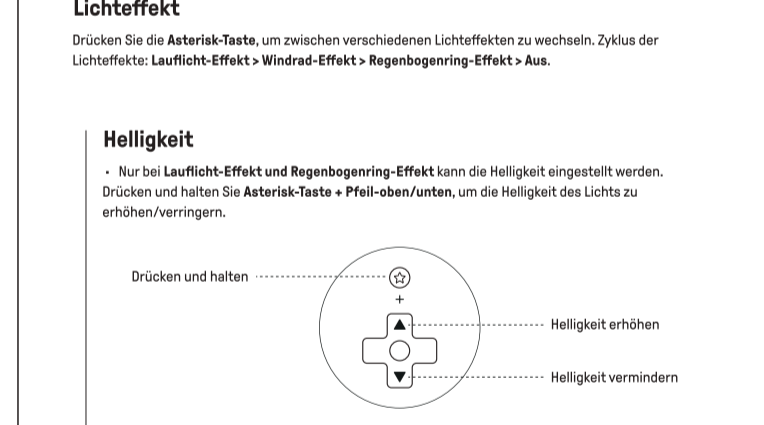 Lichteffekt
Drücken Sie die Asterisk-Taste, um zwischen verschiedenen Lichteffekten zu wechseln. Zyklus der
Lichteffekte: Lauflicht-Effekt > Windrad-Effekt > Regenbogenring-Effekt > Aus.
Helligkeit
• Nur bei Lauflicht-Effekt und Regenbogenring-Effekt kann die Helligkeit eingestellt werden.
Drücken und halten Sie Asterisk-Taste + Pfeil-oben/unten, um die Helligkeit des Lichts zu
erhöhen/verringern.
Drücken und halten
+
Helligkeit erhöhen
Helligkeit vermindern